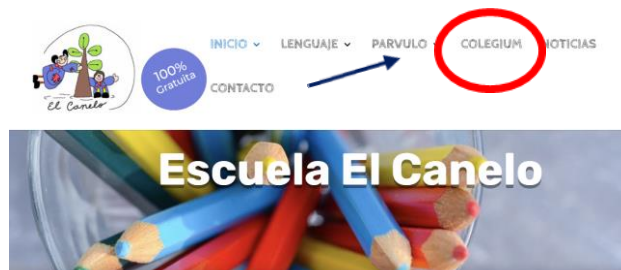 INICIO LENGUAJE PARVULO COLEGIUM NOTICIAS
100%
Gratuita
CONTACTO
El Canelo
Escuela El Canelo